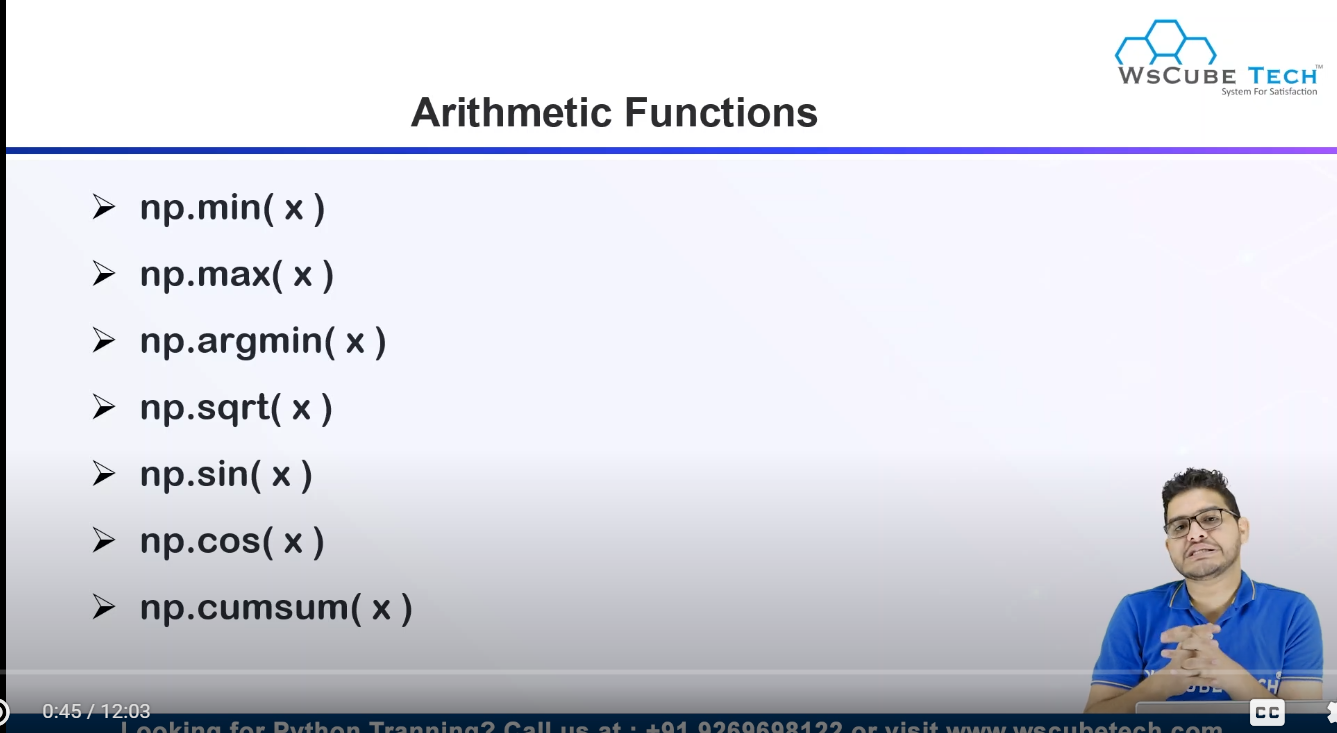 WsCube Tech™
System For Satisfaction
Arithmetic Functions
np.min( x )
np.max( x )
np.argmin( x )
np.sqrt( x )
np.sin( x )
np.cos( x )
np.cumsum( x )
0:45 / 12:03
CC
Looking for Python Tranning? Call us at : +91 9269698122 or visit www.wscubetech.com